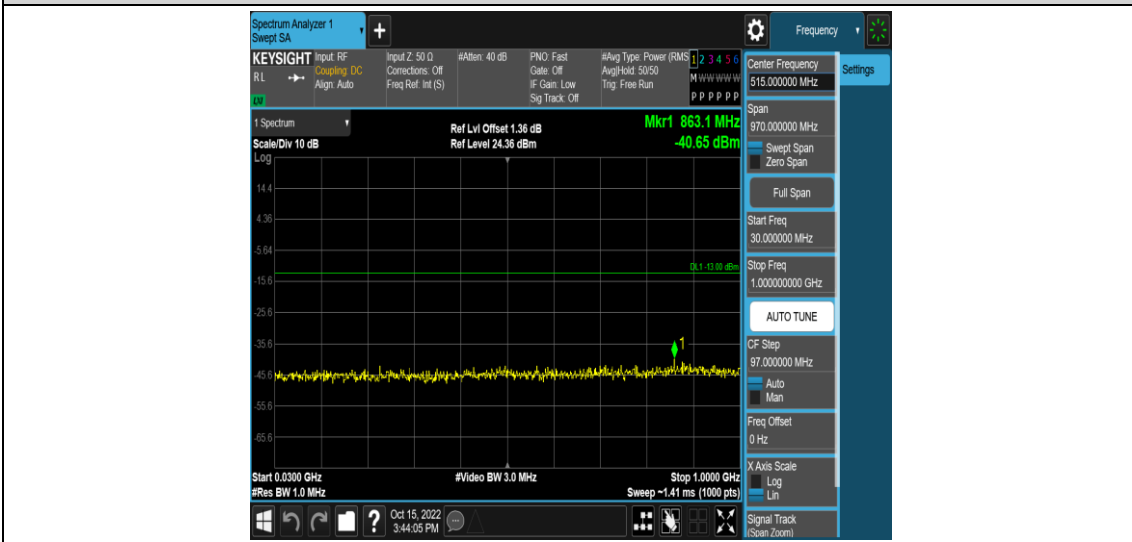 Spectrum Analyzer 1
Swept SA
+
Frequency
KEYSIGHT
RL
LXI
Input: RF
Coupling: DC
Align: Auto
Input Z: 50 Ω
Corrections: Off
Freq Ref: Int (S)
#Atten: 40 dB
PNO: Fast
Gate: Off
IF Gain: Low
Sig Track: Off
#Avg Type: Power (RMS
Avg|Hold: 50/50
Trig: Free Run
1 2 3 4 5 6
M W W W W W
P P P P P P
Center Frequency
515.000000 MHz
Settings
1 Spectrum
Scale/Div 10 dB
Log
Ref Lvl Offset 1.36 dB
Ref Level 24.36 dBm
Mkr1 863.1 MHz
-40.65 dBm
14.4
4.36
-5.64
-15.6
-25.6
-35.6
-45.6
-55.6
-65.6
DL1 -13.00 dBm
1
Start 0.0300 GHz
#Res BW 1.0 MHz
#Video BW 3.0 MHz
Stop 1.0000 GHz
Sweep ~1.41 ms (1000 pts)
Span
970.000000 MHz
Swept Span
Zero Span
Full Span
Start Freq
30.000000 MHz
Stop Freq
1.000000000 GHz
AUTO TUNE
CF Step
97.000000 MHz
Auto
Man
Freq Offset
0 Hz
X Axis Scale
Log
Lin
Signal Track
(Span Zoom)
?
Oct 15, 2022
3:44:05 PM